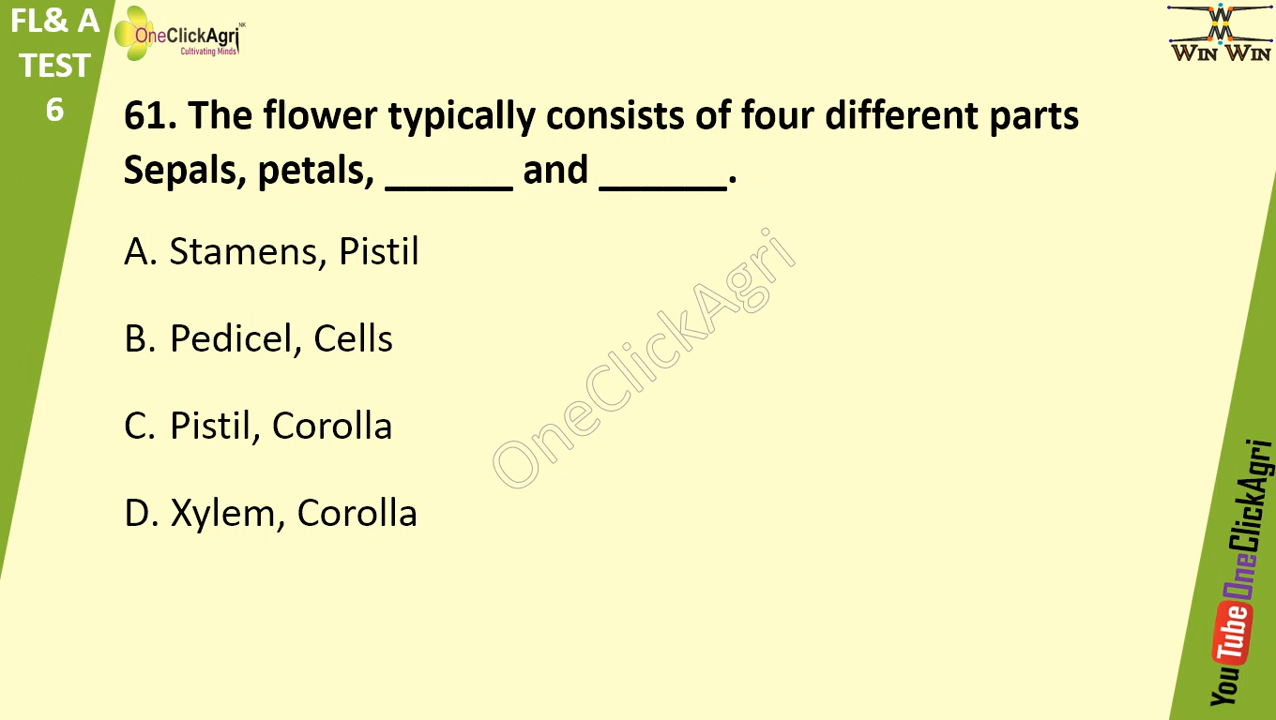 FL& A
TEST
6
OneClickAgri NK
Cultivating Minds
WIN WIN
61. The flower typically consists of four different parts
Sepals, petals, ______ and ______.
A. Stamens, Pistil
B. Pedicel, Cells
C. Pistil, Corolla
D. Xylem, Corolla
OneClickAgri
YouTube OneClickAgri